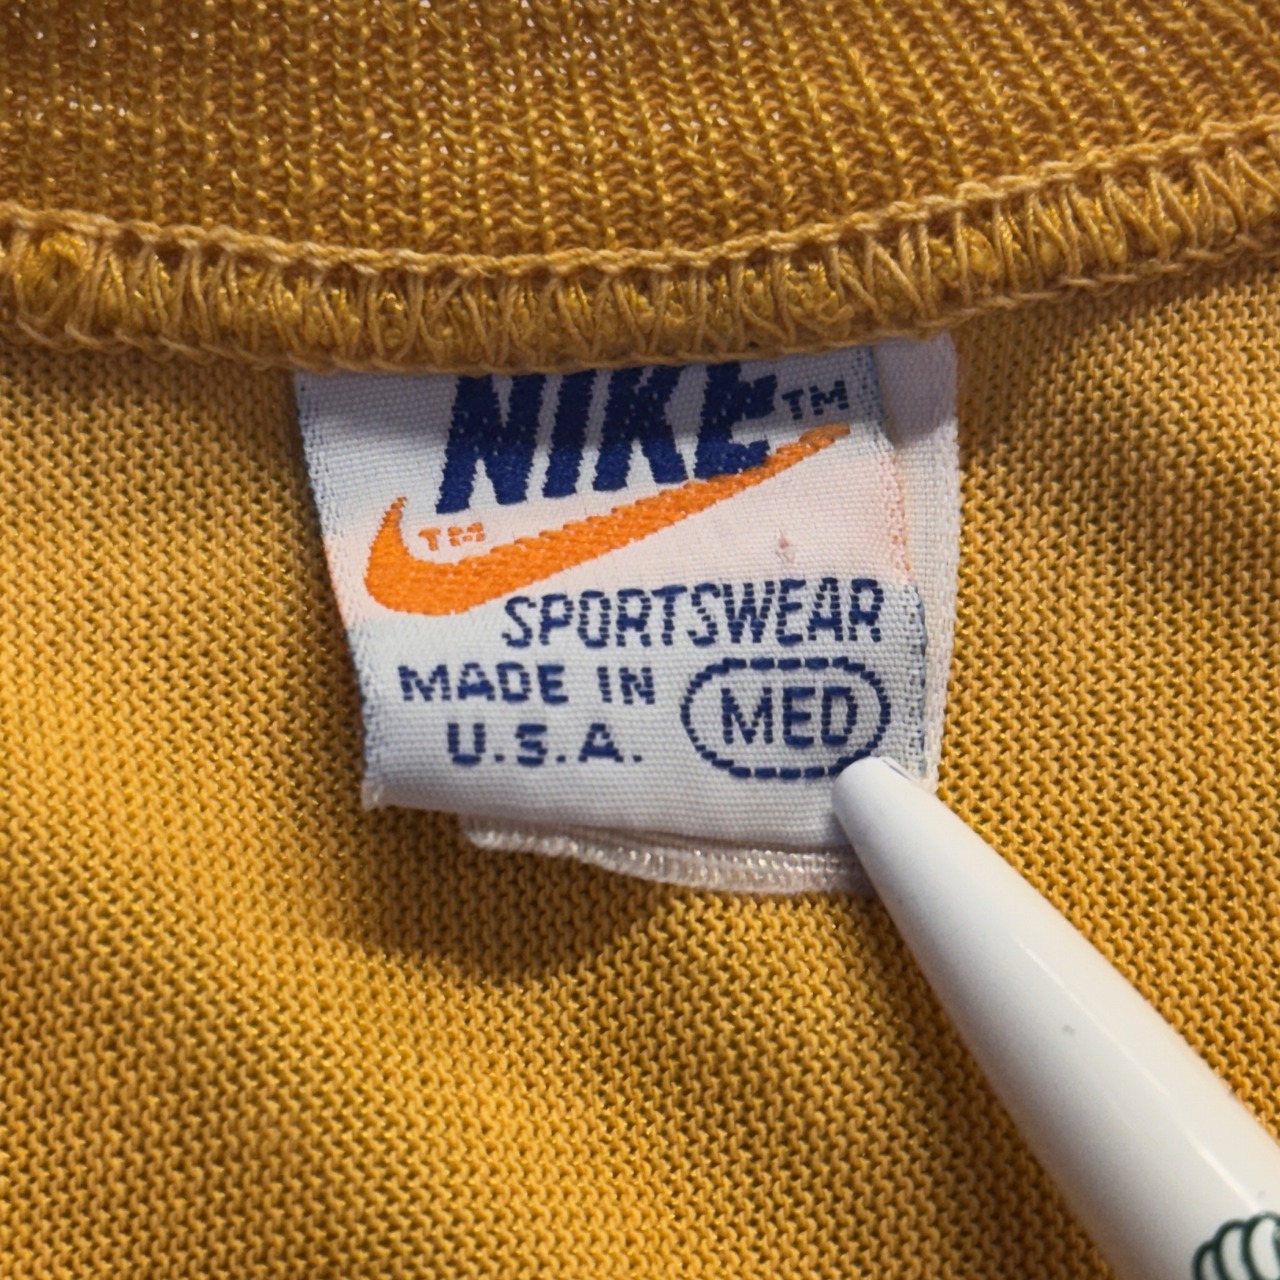 NIKE™
™
SPORTSWEAR
MADE IN
U.S.A.
MED